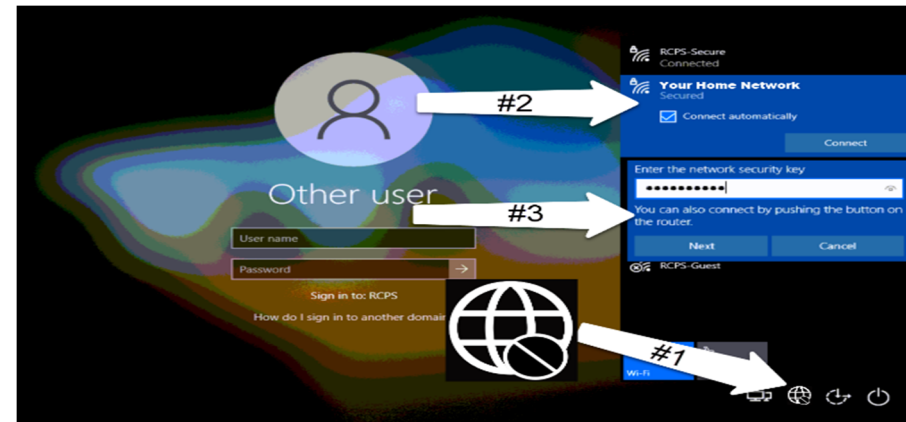 RCPS-Secure
Connected
Your Home Network
Secured
Connect automatically
Connect
#2
Enter the network security key
You can also connect by pushing the button on
the router.
Next
Cancel
#3
RCPS-Guest
Other user
User name
Password
Sign in to: RCPS
How do I sign in to another domain
#1
Wi-Fi